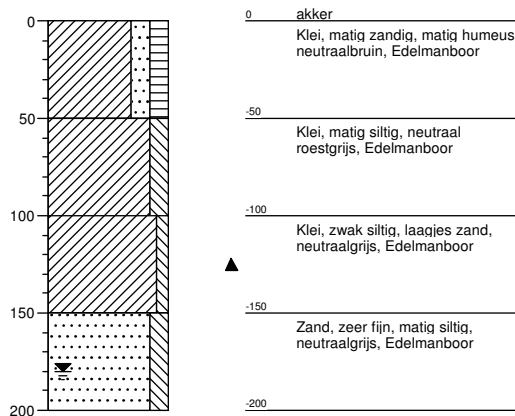 0
50
100
150
200
0
akker
Klei, matig zandig, matig humeus,
neutraalbruin, Edelmanboor
-50
Klei, matig siltig, neutraal
roestgrijs, Edelmanboor
-100
Klei, zwak siltig, laagjes zand,
neutraalgrijs, Edelmanboor
-150
Zand, zeer fijn, matig siltig,
neutraalgrijs, Edelmanboor
-200